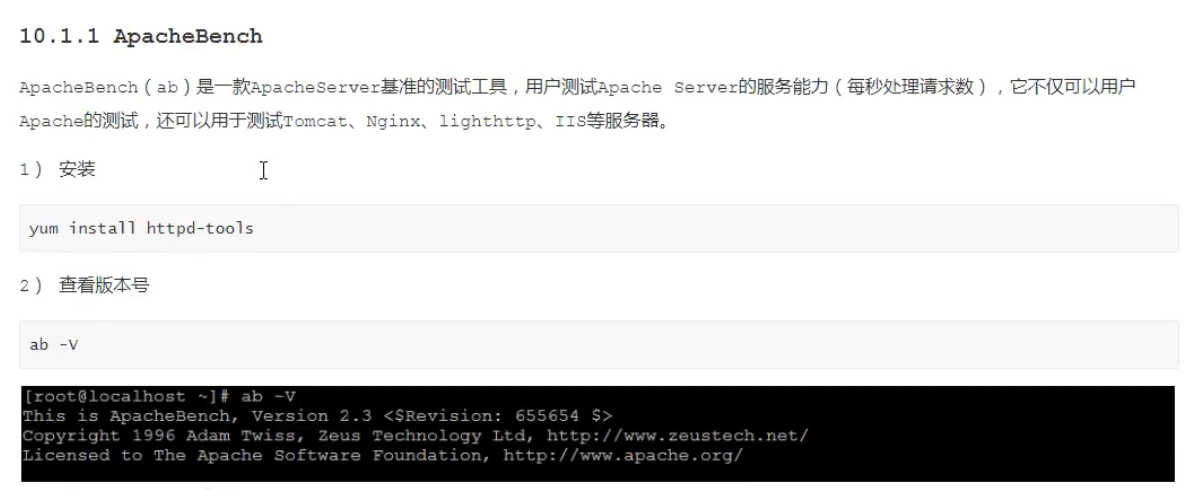 10.1.1 ApacheBench
ApacheBench（ab）是一款ApacheServer基准的测试工具，用户测试Apache Server的服务能力（每秒处理请求数），它不仅可以用户
Apache的测试，还可以用于测试Tomcat、Nginx、lighthttp、IIS等服务器。
1） 安装
yum install httpd-tools
2） 查看版本号
ab -V
[root@localhost ~]# ab -V
This is ApacheBench, Version 2.3 <$Revision: 655654 $>
Copyright 1996 Adam Twiss, Zeus Technology Ltd, http://www.zeustech.net/
Licensed to The Apache Software Foundation, http://www.apache.org/